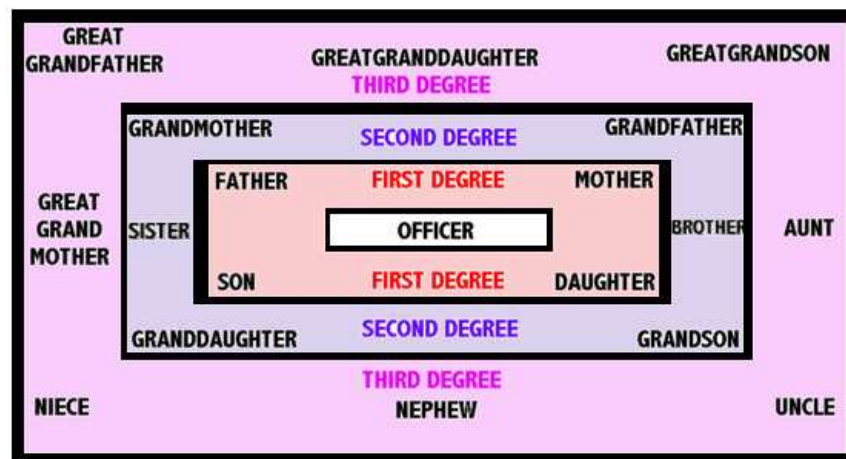 GREAT
GRANDFATHER
GREATGRANDDAUGHTER
GREATGRANDSON
THIRD DEGREE
GRANDMOTHER
SECOND DEGREE
GRANDFATHER
FATHER
FIRST DEGREE
MOTHER
GREAT
GRAND
MOTHER
SISTER
OFFICER
BROTHER
AUNT
SON
FIRST DEGREE
DAUGHTER
GRANDDAUGHTER
SECOND DEGREE
GRANDSON
THIRD DEGREE
NIECE
NEPHEW
UNCLE